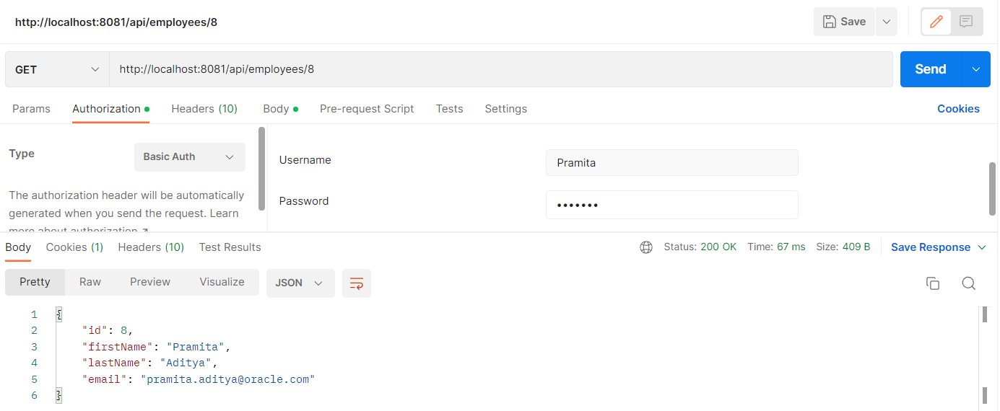 http://localhost:8081/api/employees/8
Save
GET
http://localhost:8081/api/employees/8
Send
Params
Authorization
Headers (10)
Body
Pre-request Script
Tests
Settings
Cookies
Type
Basic Auth
The authorization header will be automatically
generated when you send the request. Learn
more about authorization ↗
Username
Pramita
Password
•••••••
Body
Cookies (1)
Headers (10)
Test Results
Status: 200 OK
Time: 67 ms
Size: 409 B
Save Response
Pretty
Raw
Preview
Visualize
JSON
1 {
2 "id": 8,
3 "firstName": "Pramita",
4 "lastName": "Aditya",
5 "email": "pramita.aditya@oracle.com"
6 }